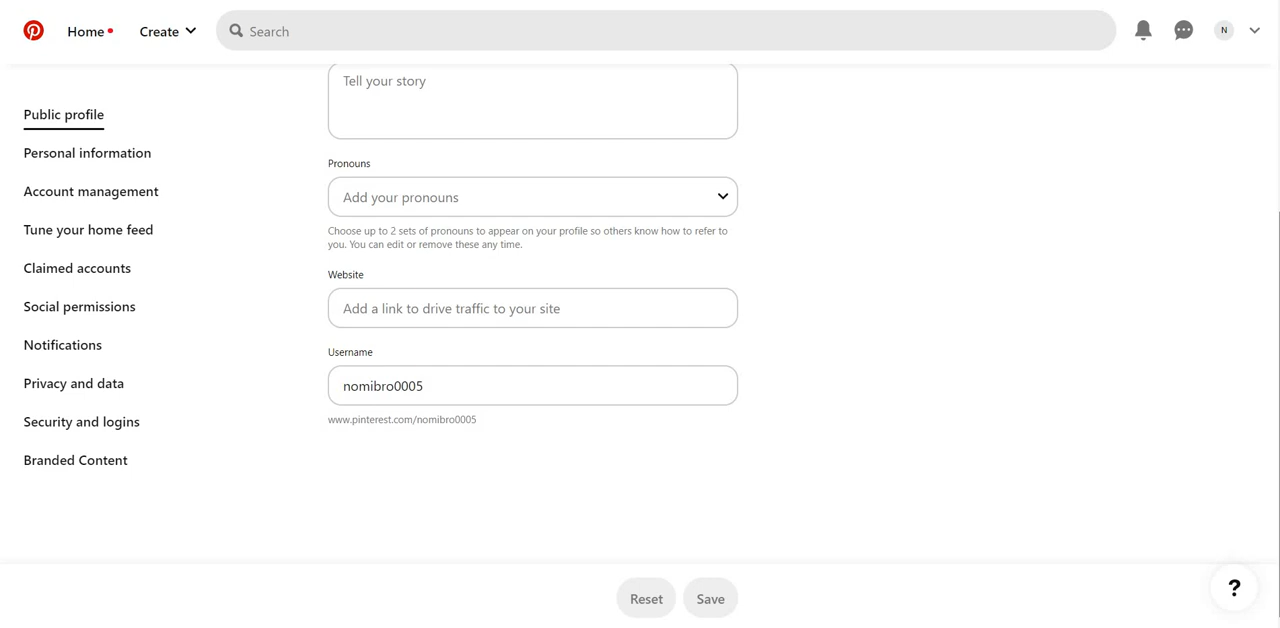 Home
Create
Search
N
Tell your story
Public profile
Personal information
Account management
Tune your home feed
Claimed accounts
Social permissions
Notifications
Privacy and data
Security and logins
Branded Content
Pronouns
Add your pronouns
Choose up to 2 sets of pronouns to appear on your profile so others know how to refer to
you. You can edit or remove these any time.
Website
Add a link to drive traffic to your site
Username
nomibro0005
www.pinterest.com/nomibro0005
Reset
Save
?